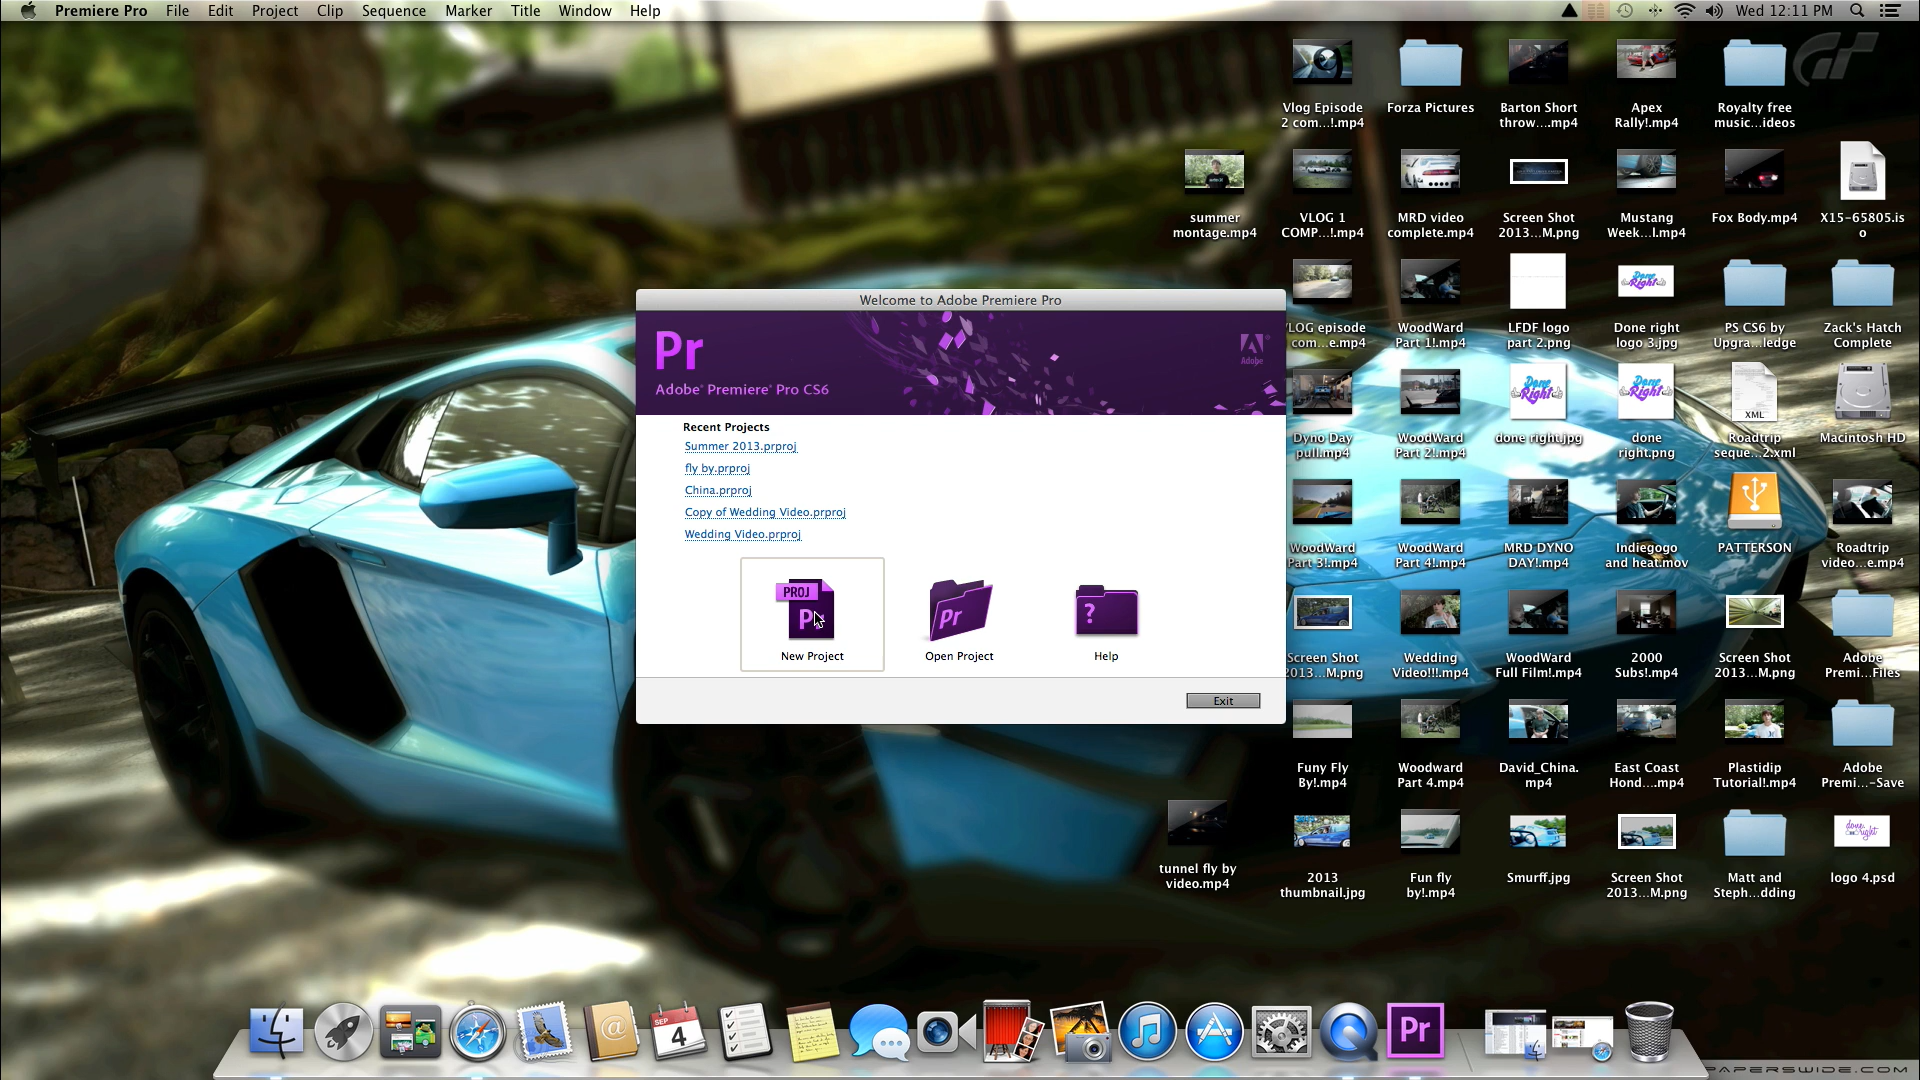 Premiere Pro File Edit Project Clip Sequence Marker Title Window Help
Wed 12:11 PM
GT
Vlog Episode
2 com...!.mp4
Forza Pictures
Barton Short
throw....mp4
Apex
Rally!.mp4
Royalty free
music...ideos
summer
montage.mp4
VLOG 1
COMP...!.mp4
MRD video
complete.mp4
Screen Shot
2013...M.png
Mustang
Week...l.mp4
Fox Body.mp4
X15-65805.is
o
LOG episode
com...e.mp4
WoodWard
Part 1!.mp4
LFDF logo
part 2.png
Done right
logo 3.jpg
PS CS6 by
Upgra...ledge
Zack's Hatch
Complete
Dyno Day
pull.mp4
WoodWard
Part 2!.mp4
Done
Right
done right.jpg
Done
Right
done
right.png
XML
Roadtrip
seque...2.xml
Macintosh HD
WoodWard
Part 3!.mp4
WoodWard
Part 4!.mp4
MRD DYNO
DAY!.mp4
Indiegogo
and heat.mov
PATTERSON
Roadtrip
video...e.mp4
Screen Shot
2013...M.png
Wedding
Video!!!.mp4
WoodWard
Full Film!.mp4
2000
Subs!.mp4
Screen Shot
2013...M.png
Adobe
Premi...Files
Funy Fly
By!.mp4
Woodward
Part 4.mp4
David_China.
mp4
East Coast
Hond....mp4
Plastidip
Tutorial!.mp4
Adobe
Premi...-Save
tunnel fly by
video.mp4
2013
thumbnail.jpg
Fun fly
by!.mp4
Smurff.jpg
Screen Shot
2013...M.png
Matt and
Steph...dding
done
right
logo 4.psd
Welcome to Adobe Premiere Pro
Pr
Adobe
Adobe® Premiere® Pro CS6
Recent Projects
Summer 2013.prproj
fly by.prproj
China.prproj
Copy of Wedding Video.prproj
Wedding Video.prproj
PROJ
Pr
New Project
Pr
Open Project
?
Help
Exit
SEP
4
Pr
PAPERSWIDE.COM